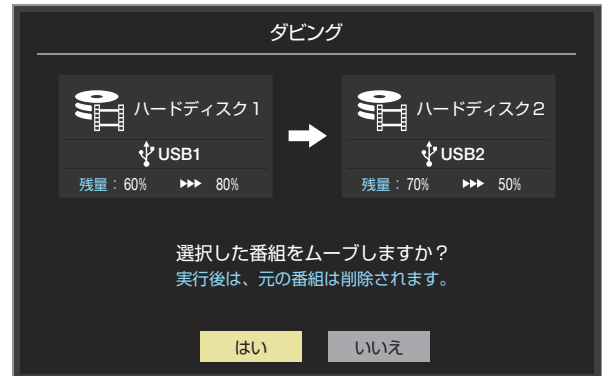 ダビング
ハードディスク1
USB1
残量：60% ▶▶▶ 80%
ハードディスク2
USB2
残量：70% ▶▶▶ 50%
選択した番組をムーブしますか？
実行後は、元の番組は削除されます。
はい
いいえ